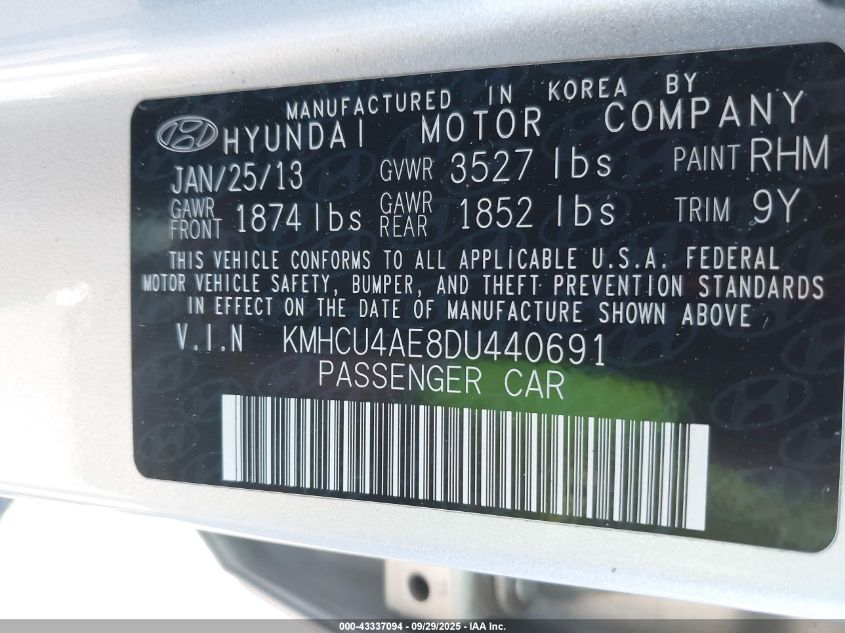 MANUFACTURED IN KOREA BY
HYUNDAI MOTOR COMPANY
JAN/25/13 GVWR 3527 lbs PAINT RHM
GAWR FRONT 1874 lbs GAWR REAR 1852 lbs TRIM 9Y
THIS VEHICLE CONFORMS TO ALL APPLICABLE U.S.A. FEDERAL
MOTOR VEHICLE SAFETY, BUMPER, AND THEFT PREVENTION STANDARDS
IN EFFECT ON THE DATE OF MANUFACTURE SHOWN ABOVE
V.I.N KMHCU4AE8DU440691
PASSENGER CAR
000-43337094 - 09/29/2025 - IAA Inc.